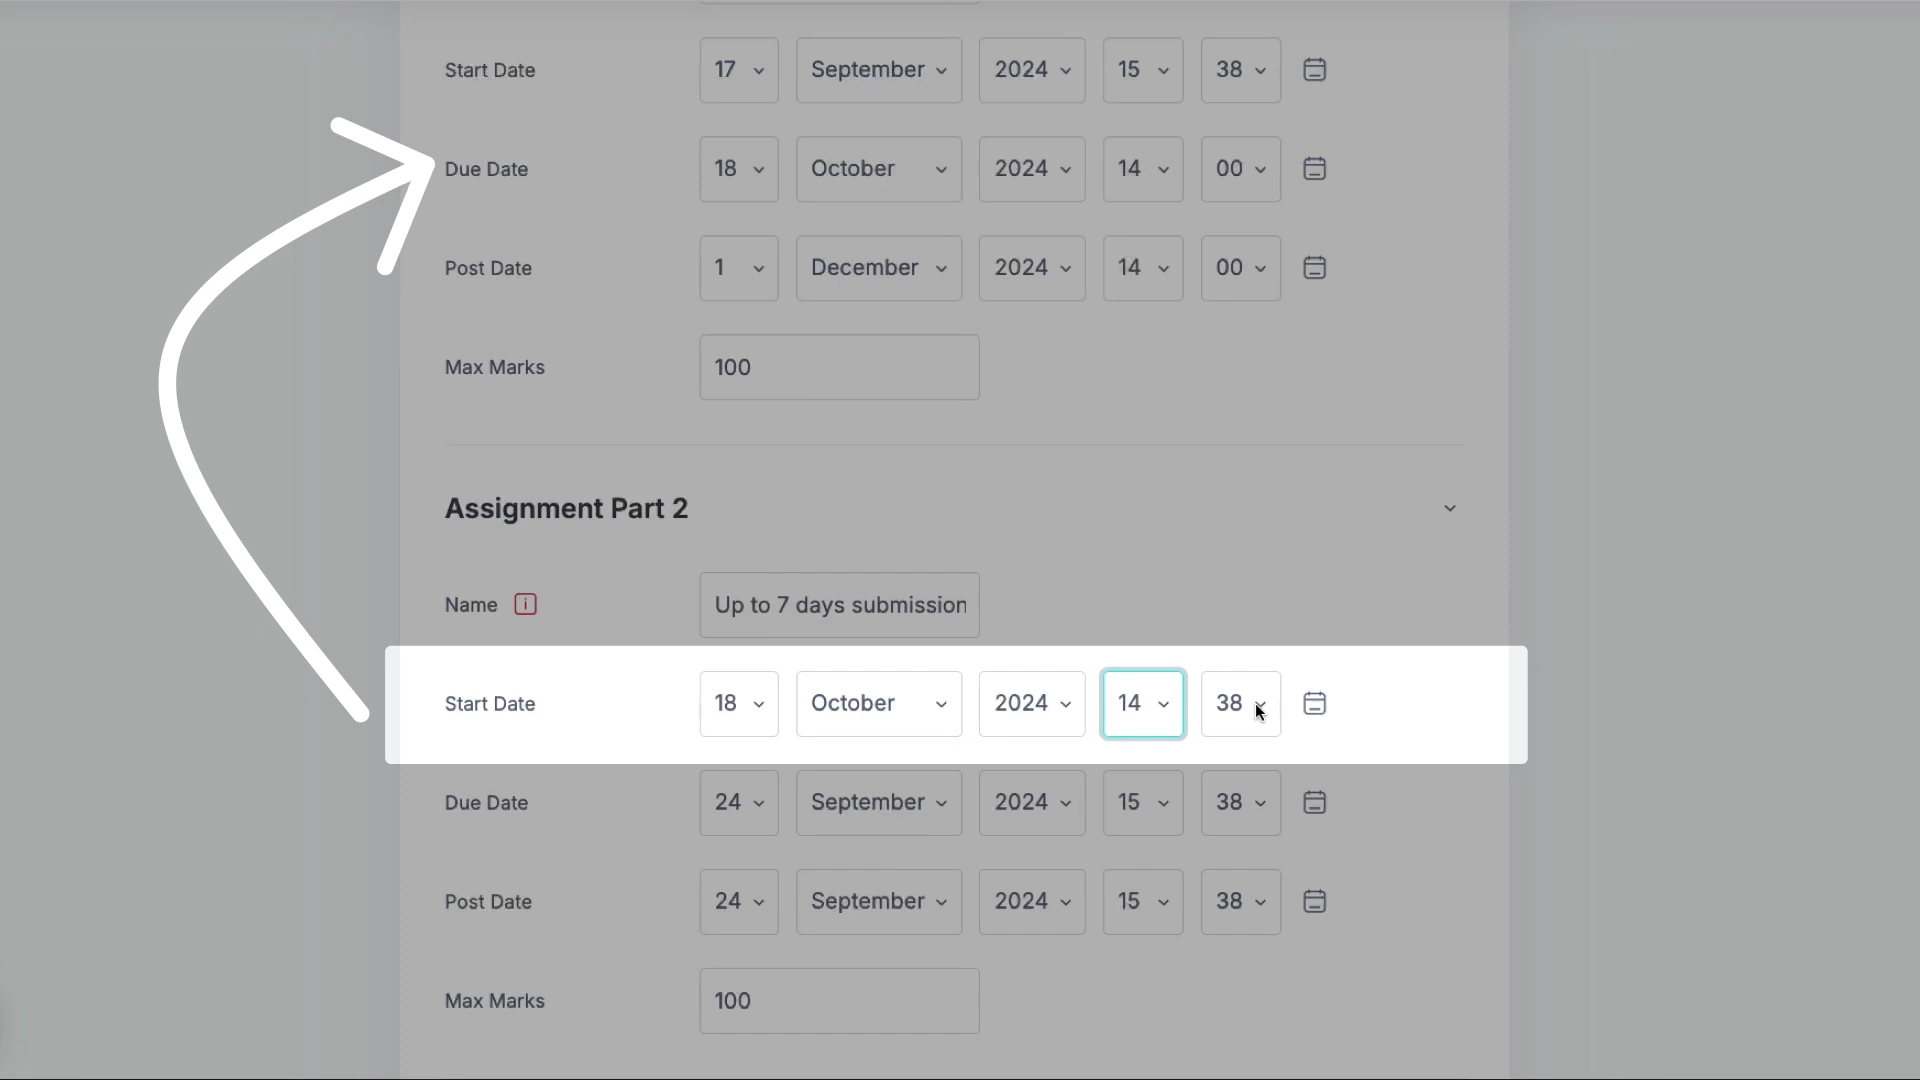 Start Date 17 September 2024 15 38
Due Date 18 October 2024 14 00
Post Date 1 December 2024 14 00
Max Marks 100
Assignment Part 2
Name i Up to 7 days submission
Start Date 18 October 2024 14 38
Due Date 24 September 2024 15 38
Post Date 24 September 2024 15 38
Max Marks 100